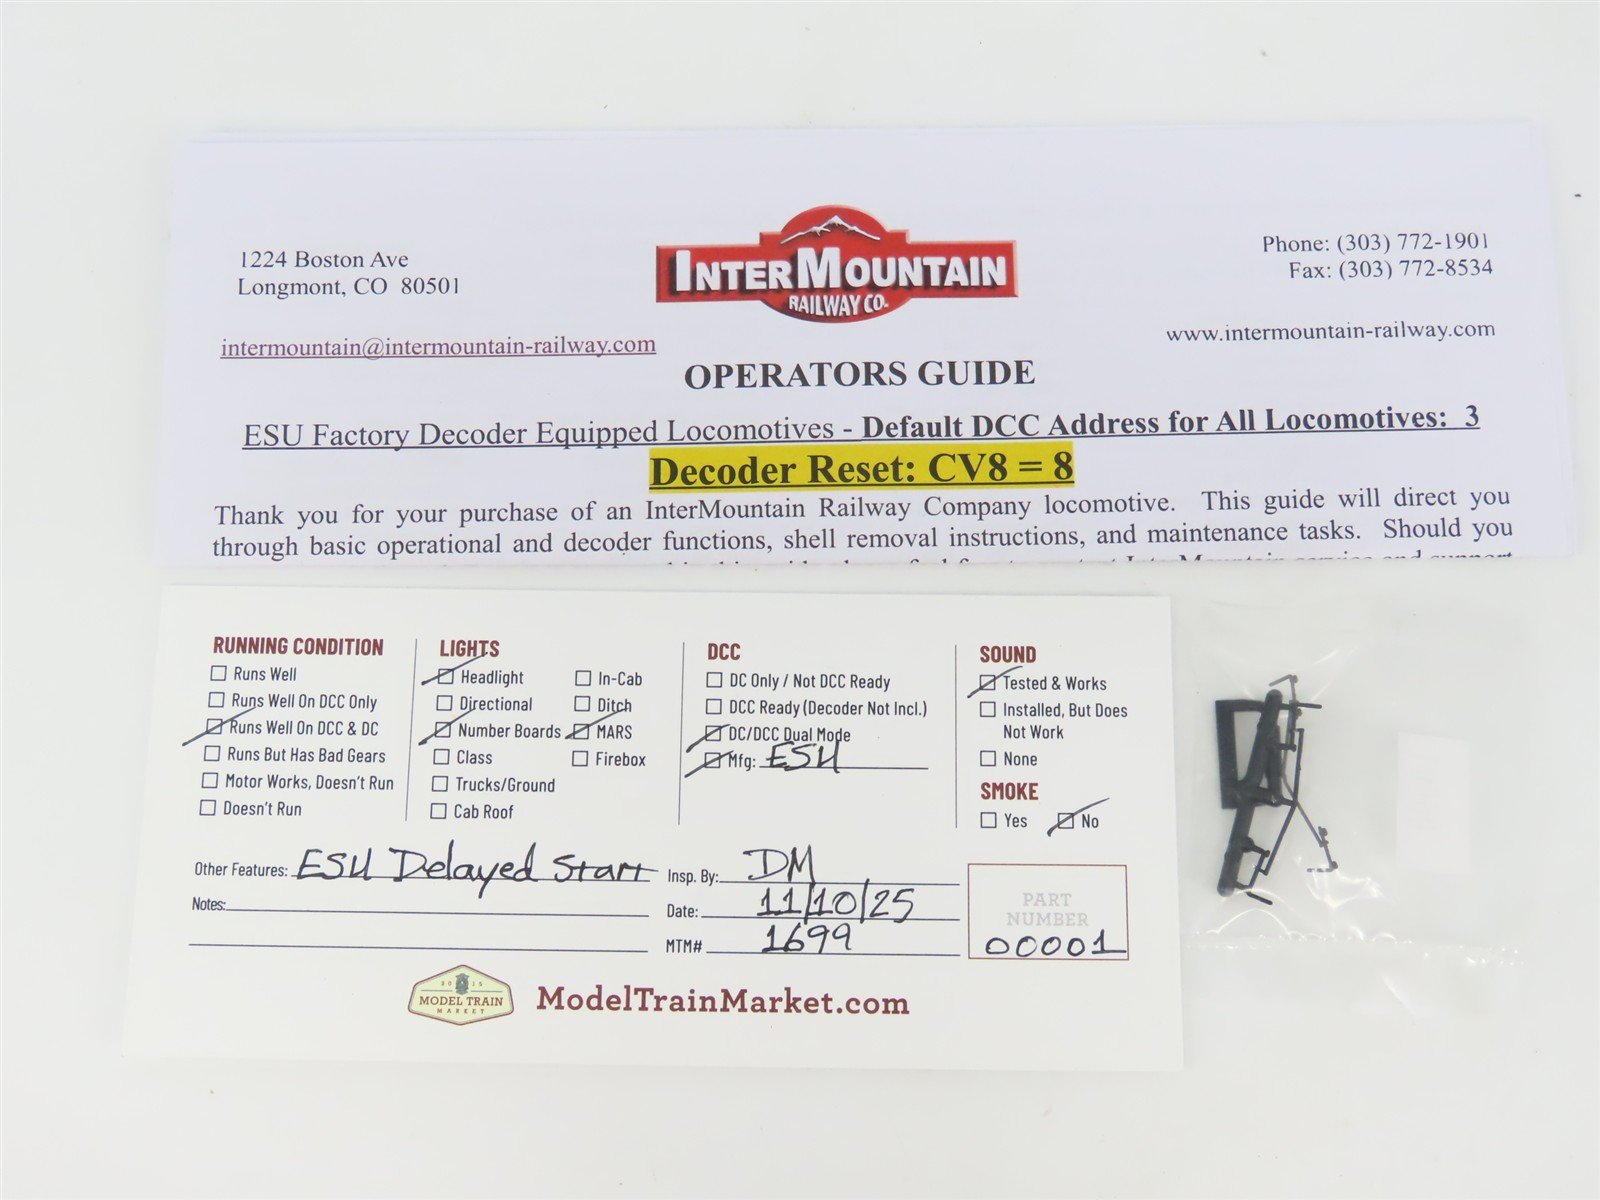 1224 Boston Ave
Longmont, CO 80501
INTERMOUNTAIN
RAILWAY CO.
Phone: (303) 772-1901
Fax: (303) 772-8534
intermountain@intermountain-railway.com
www.intermountain-railway.com
OPERATORS GUIDE
ESU Factory Decoder Equipped Locomotives - Default DCC Address for All Locomotives: 3
Decoder Reset: CV8 = 8
Thank you for your purchase of an InterMountain Railway Company locomotive. This guide will direct you
through basic operational and decoder functions, shell removal instructions, and maintenance tasks. Should you
RUNNING CONDITION
Runs Well
Runs Well On DCC Only
Runs Well On DCC & DC
Runs But Has Bad Gears
Motor Works, Doesn't Run
Doesn't Run
LIGHTS
Headlight
Directional
Number Boards
Class
Trucks/Ground
Cab Roof
In-Cab
Ditch
MARS
Firebox
DCC
DC Only / Not DCC Ready
DCC Ready (Decoder Not Incl.)
DC/DCC Dual Mode
Mfg: ESU
SOUND
Tested & Works
Installed, But Does
Not Work
None
SMOKE
Yes
No
Other Features: ESU Delayed Start
Notes:
Insp. By: DM
Date: 11/10/25
MTM# 1699
PART
NUMBER
00001
2015
MODEL TRAIN
MARKET
ModelTrainMarket.com